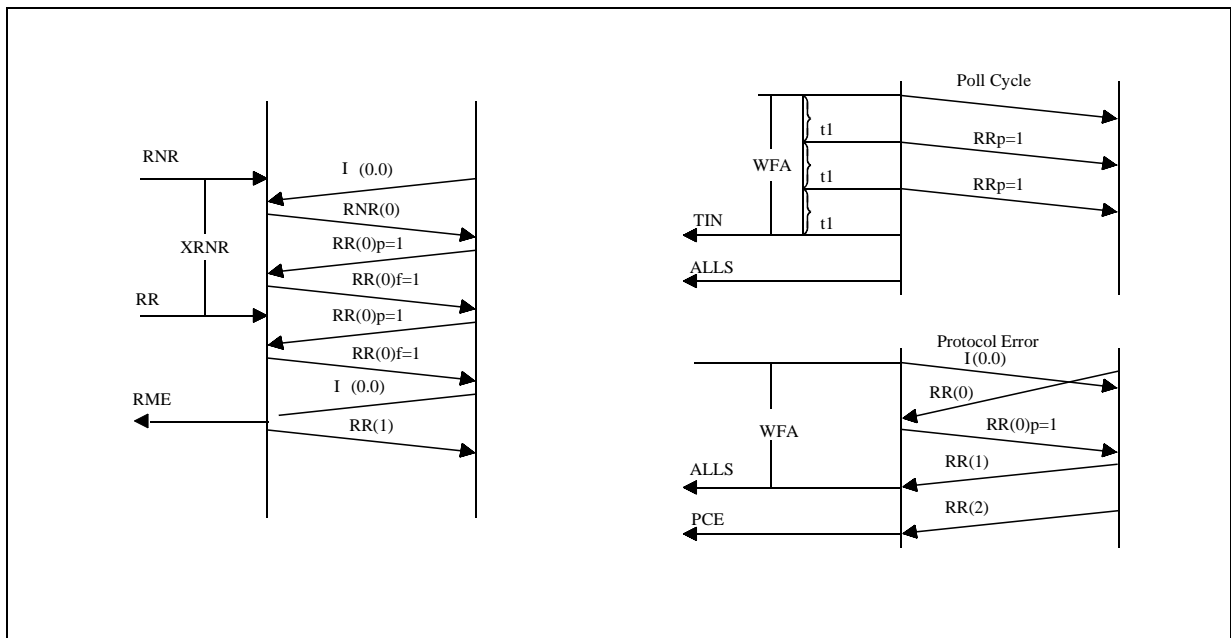 RNR
I (0.0)
RNR(0)
RR(0)p=1
XRNR
RR(0)f=1
RR
RR(0)p=1
RR(0)f=1
I (0.0)
RME
RR(1)
Poll Cycle
t1
RRp=1
WFA
t1
RRp=1
TIN
t1
ALLS
Protocol Error
I(0.0)
RR(0)
WFA
RR(0)p=1
ALLS
RR(1)
RR(2)
PCE